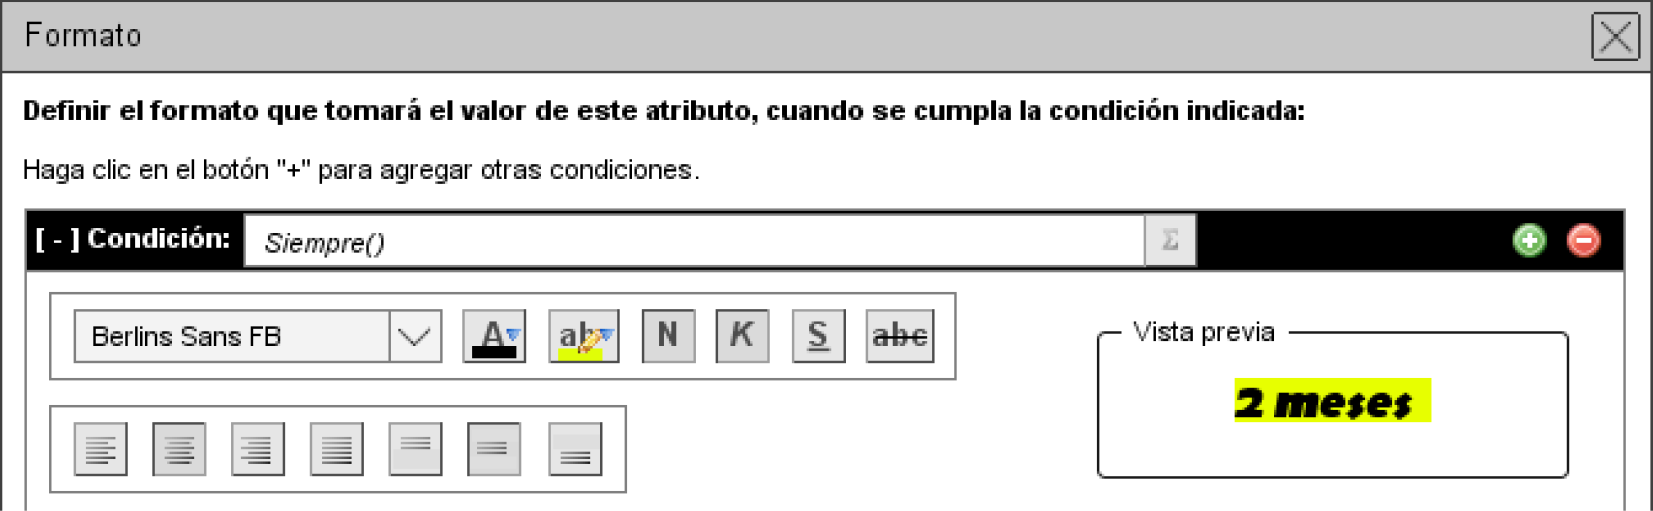 Formato
Definir el formato que tomará el valor de este atributo, cuando se cumpla la condición indicada:
Haga clic en el botón "+" para agregar otras condiciones.
[ - ] Condición: Siempre() Σ
Berlins Sans FB A ab N K S abc
Vista previa
2 meses